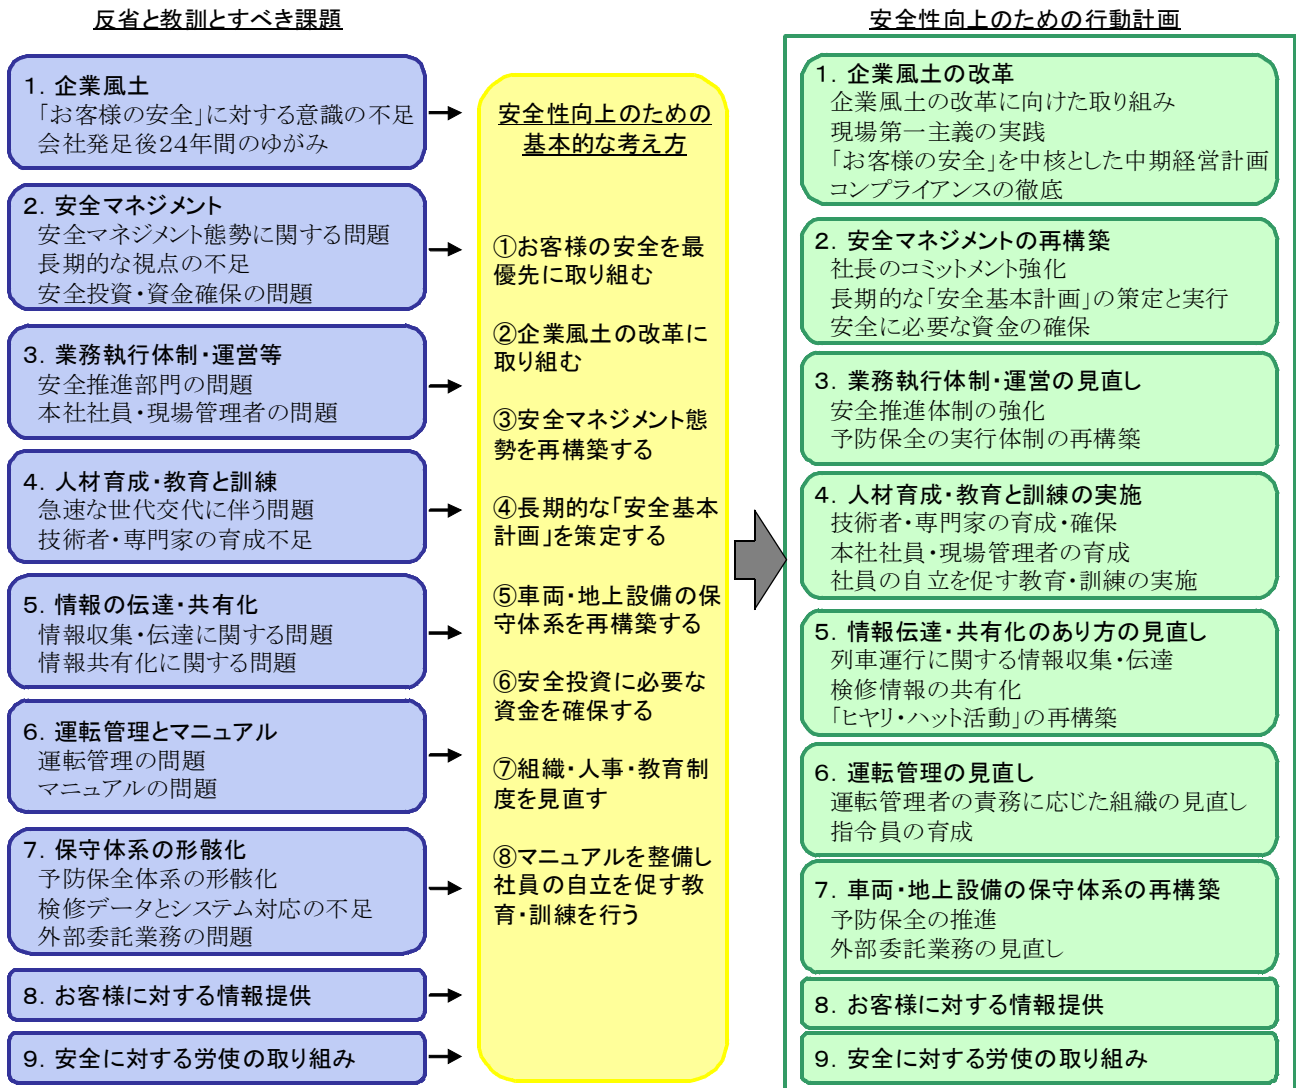 反省と教訓とすべき課題
1. 企業風土
「お客様の安全」に対する意識の不足
会社発足後24年間のゆがみ
2. 安全マネジメント
安全マネジメント態勢に関する問題
長期的な視点の不足
安全投資・資金確保の問題
3. 業務執行体制・運営等
安全推進部門の問題
本社社員・現場管理者の問題
4. 人材育成・教育と訓練
急速な世代交代に伴う問題
技術者・専門家の育成不足
5. 情報の伝達・共有化
情報収集・伝達に関する問題
情報共有化に関する問題
6. 運転管理とマニュアル
運転管理の問題
マニュアルの問題
7. 保守体系の形骸化
予防保全体系の形骸化
検修データとシステム対応の不足
外部委託業務の問題
8. お客様に対する情報提供
9. 安全に対する労使の取り組み
安全性向上のための
基本的な考え方
①お客様の安全を最
優先に取り組む
②企業風土の改革に
取り組む
③安全マネジメント態
勢を再構築する
④長期的な「安全基本
計画」を策定する
⑤車両・地上設備の保
守体系を再構築する
⑥安全投資に必要な
資金を確保する
⑦組織・人事・教育制
度を見直す
⑧マニュアルを整備し
社員の自立を促す教
育・訓練を行う
安全性向上のための行動計画
1. 企業風土の改革
企業風土の改革に向けた取り組み
現場第一主義の実践
「お客様の安全」を中核とした中期経営計画
コンプライアンスの徹底
2. 安全マネジメントの再構築
社長のコミットメント強化
長期的な「安全基本計画」の策定と実行
安全に必要な資金の確保
3. 業務執行体制・運営の見直し
安全推進体制の強化
予防保全の実行体制の再構築
4. 人材育成・教育と訓練の実施
技術者・専門家の育成・確保
本社社員・現場管理者の育成
社員の自立を促す教育・訓練の実施
5. 情報伝達・共有化のあり方の見直し
列車運行に関する情報収集・伝達
検修情報の共有化
「ヒヤリ・ハット活動」の再構築
6. 運転管理の見直し
運転管理者の責務に応じた組織の見直し
指令員の育成
7. 車両・地上設備の保守体系の再構築
予防保全の推進
外部委託業務の見直し
8. お客様に対する情報提供
9. 安全に対する労使の取り組み